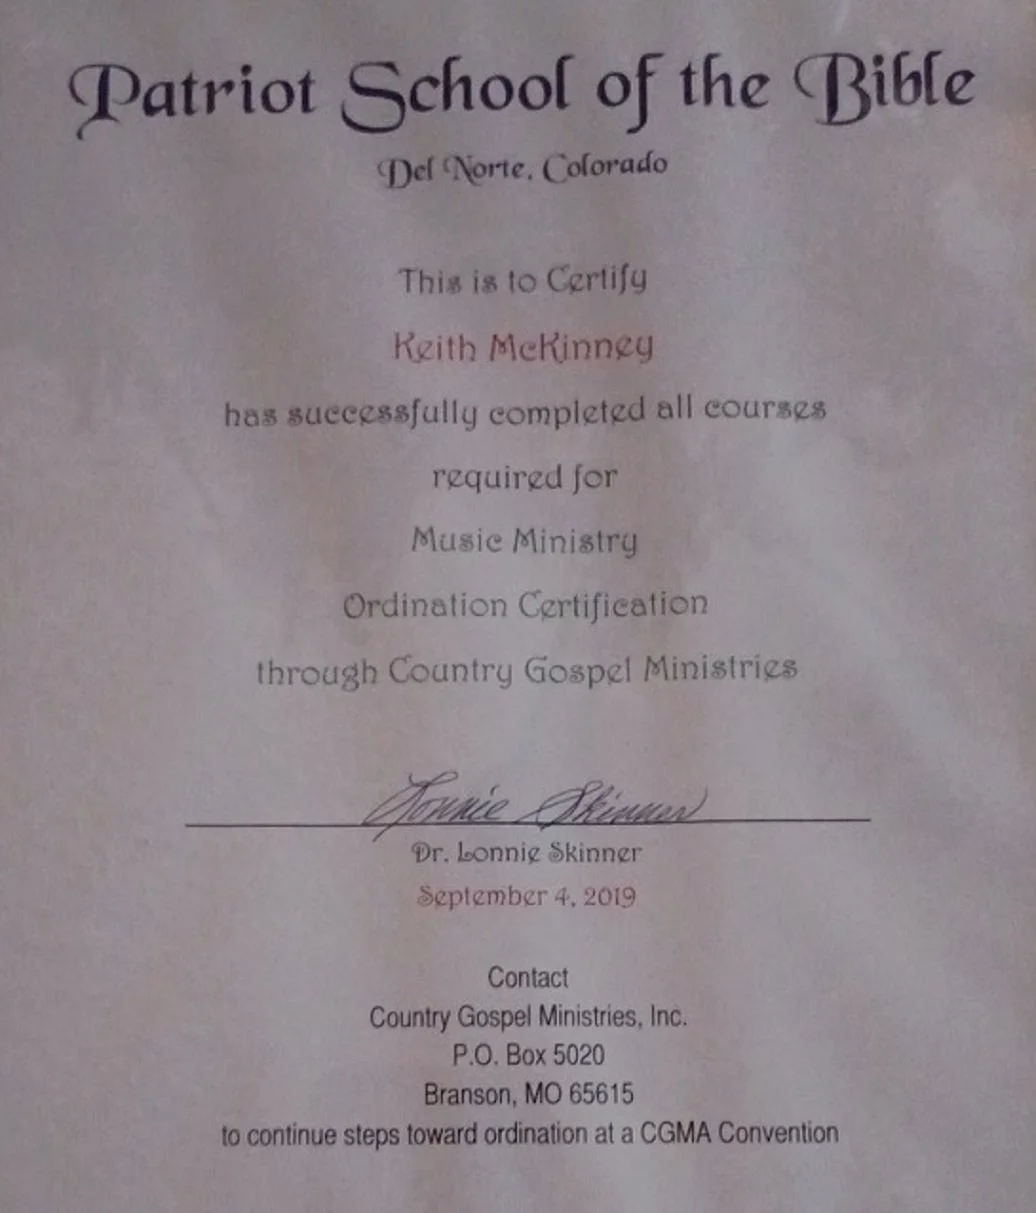 Patriot School of the Bible
Del Norte, Colorado
This is to Certify
Keith McKinney
has successfully completed all courses
required for
Music Ministry
Ordination Certification
through Country Gospel Ministries
Lonnie Skinner
Dr. Lonnie Skinner
September 4, 2019
Contact
Country Gospel Ministries, Inc.
P.O. Box 5020
Branson, MO 65615
to continue steps toward ordination at a CGMA Convention